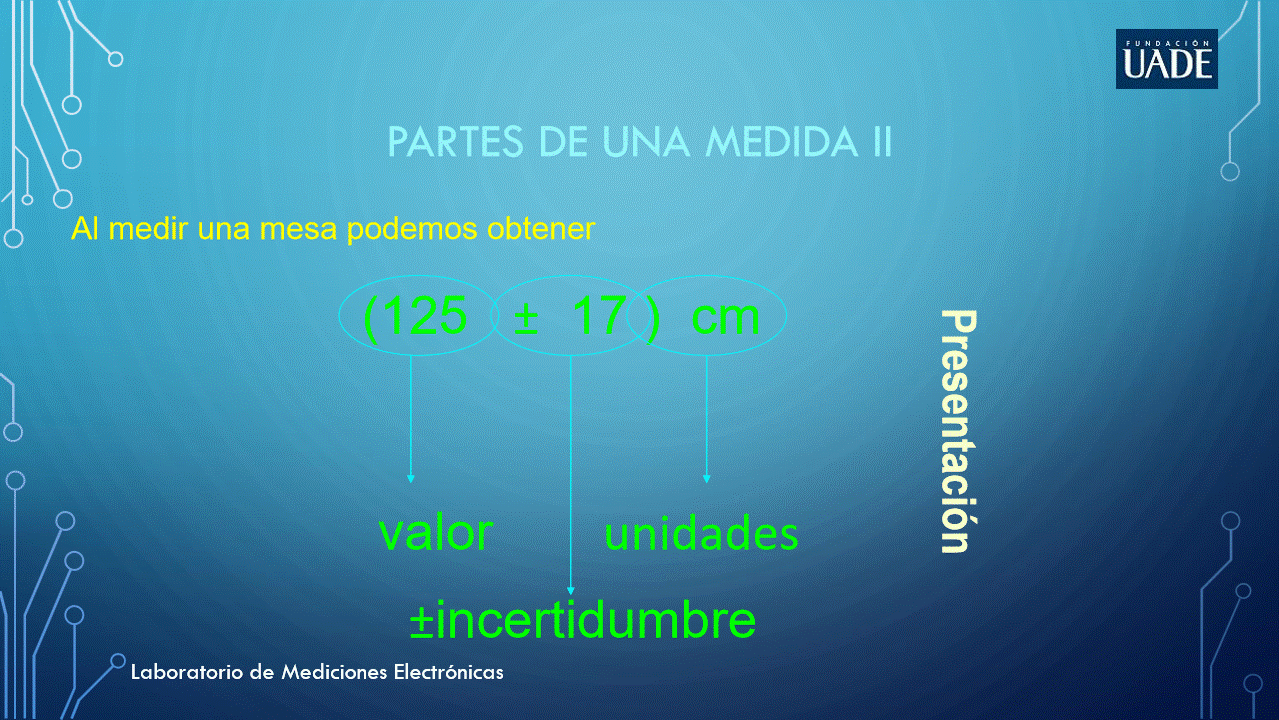 FUNDACIÓN
UADE
PARTES DE UNA MEDIDA II
Al medir una mesa podemos obtener
(125 ± 17 ) cm
Presentación
valor unidades
±incertidumbre
Laboratorio de Mediciones Electrónicas